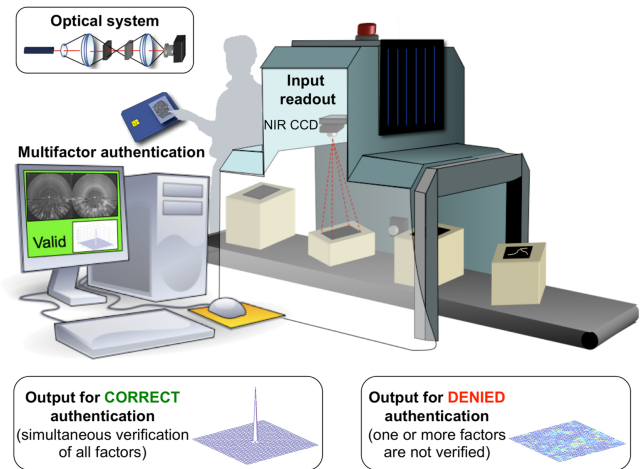 Optical system
Input
readout
NIR CCD
Multifactor authentication
Valid
Output for CORRECT
authentication
(simultaneous verification
of all factors)
Output for DENIED
authentication
(one or more factors
are not verified)